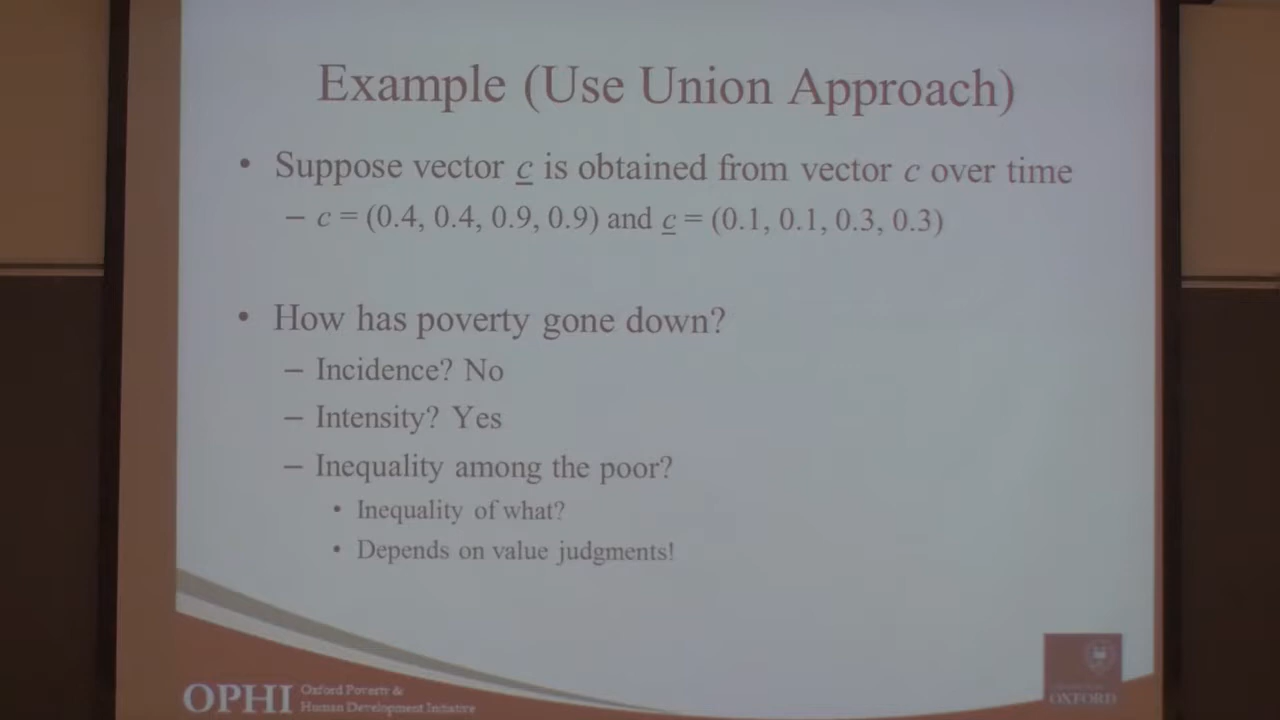 Example (Use Union Approach)
• Suppose vector c is obtained from vector c over time
– c = (0.4, 0.4, 0.9, 0.9) and c = (0.1, 0.1, 0.3, 0.3)
• How has poverty gone down?
– Incidence? No
– Intensity? Yes
– Inequality among the poor?
• Inequality of what?
• Depends on value judgments!
OPHI Oxford Poverty &
Human Development Initiative
OXFORD